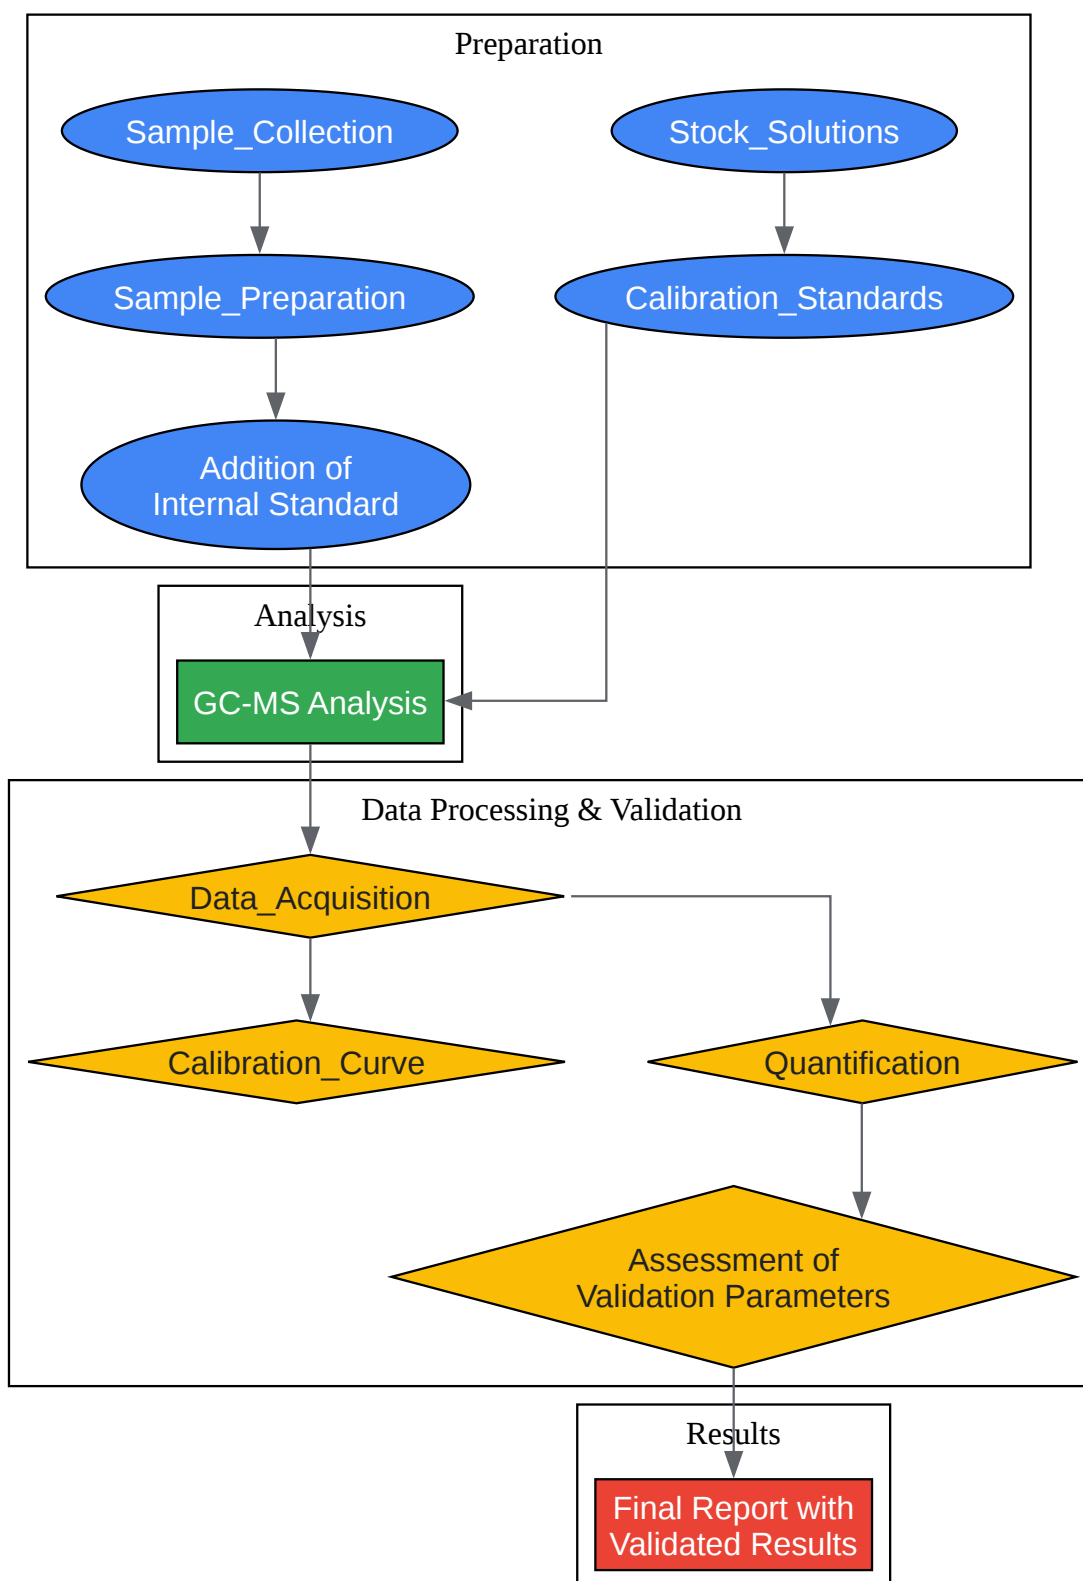 Preparation
Sample_Collection
Stock_Solutions
Sample_Preparation
Calibration_Standards
Addition of
Internal Standard
Analysis
GC-MS Analysis
Data Processing & Validation
Data_Acquisition
Calibration_Curve
Quantification
Assessment of
Validation Parameters
Results
Final Report with
Validated Results